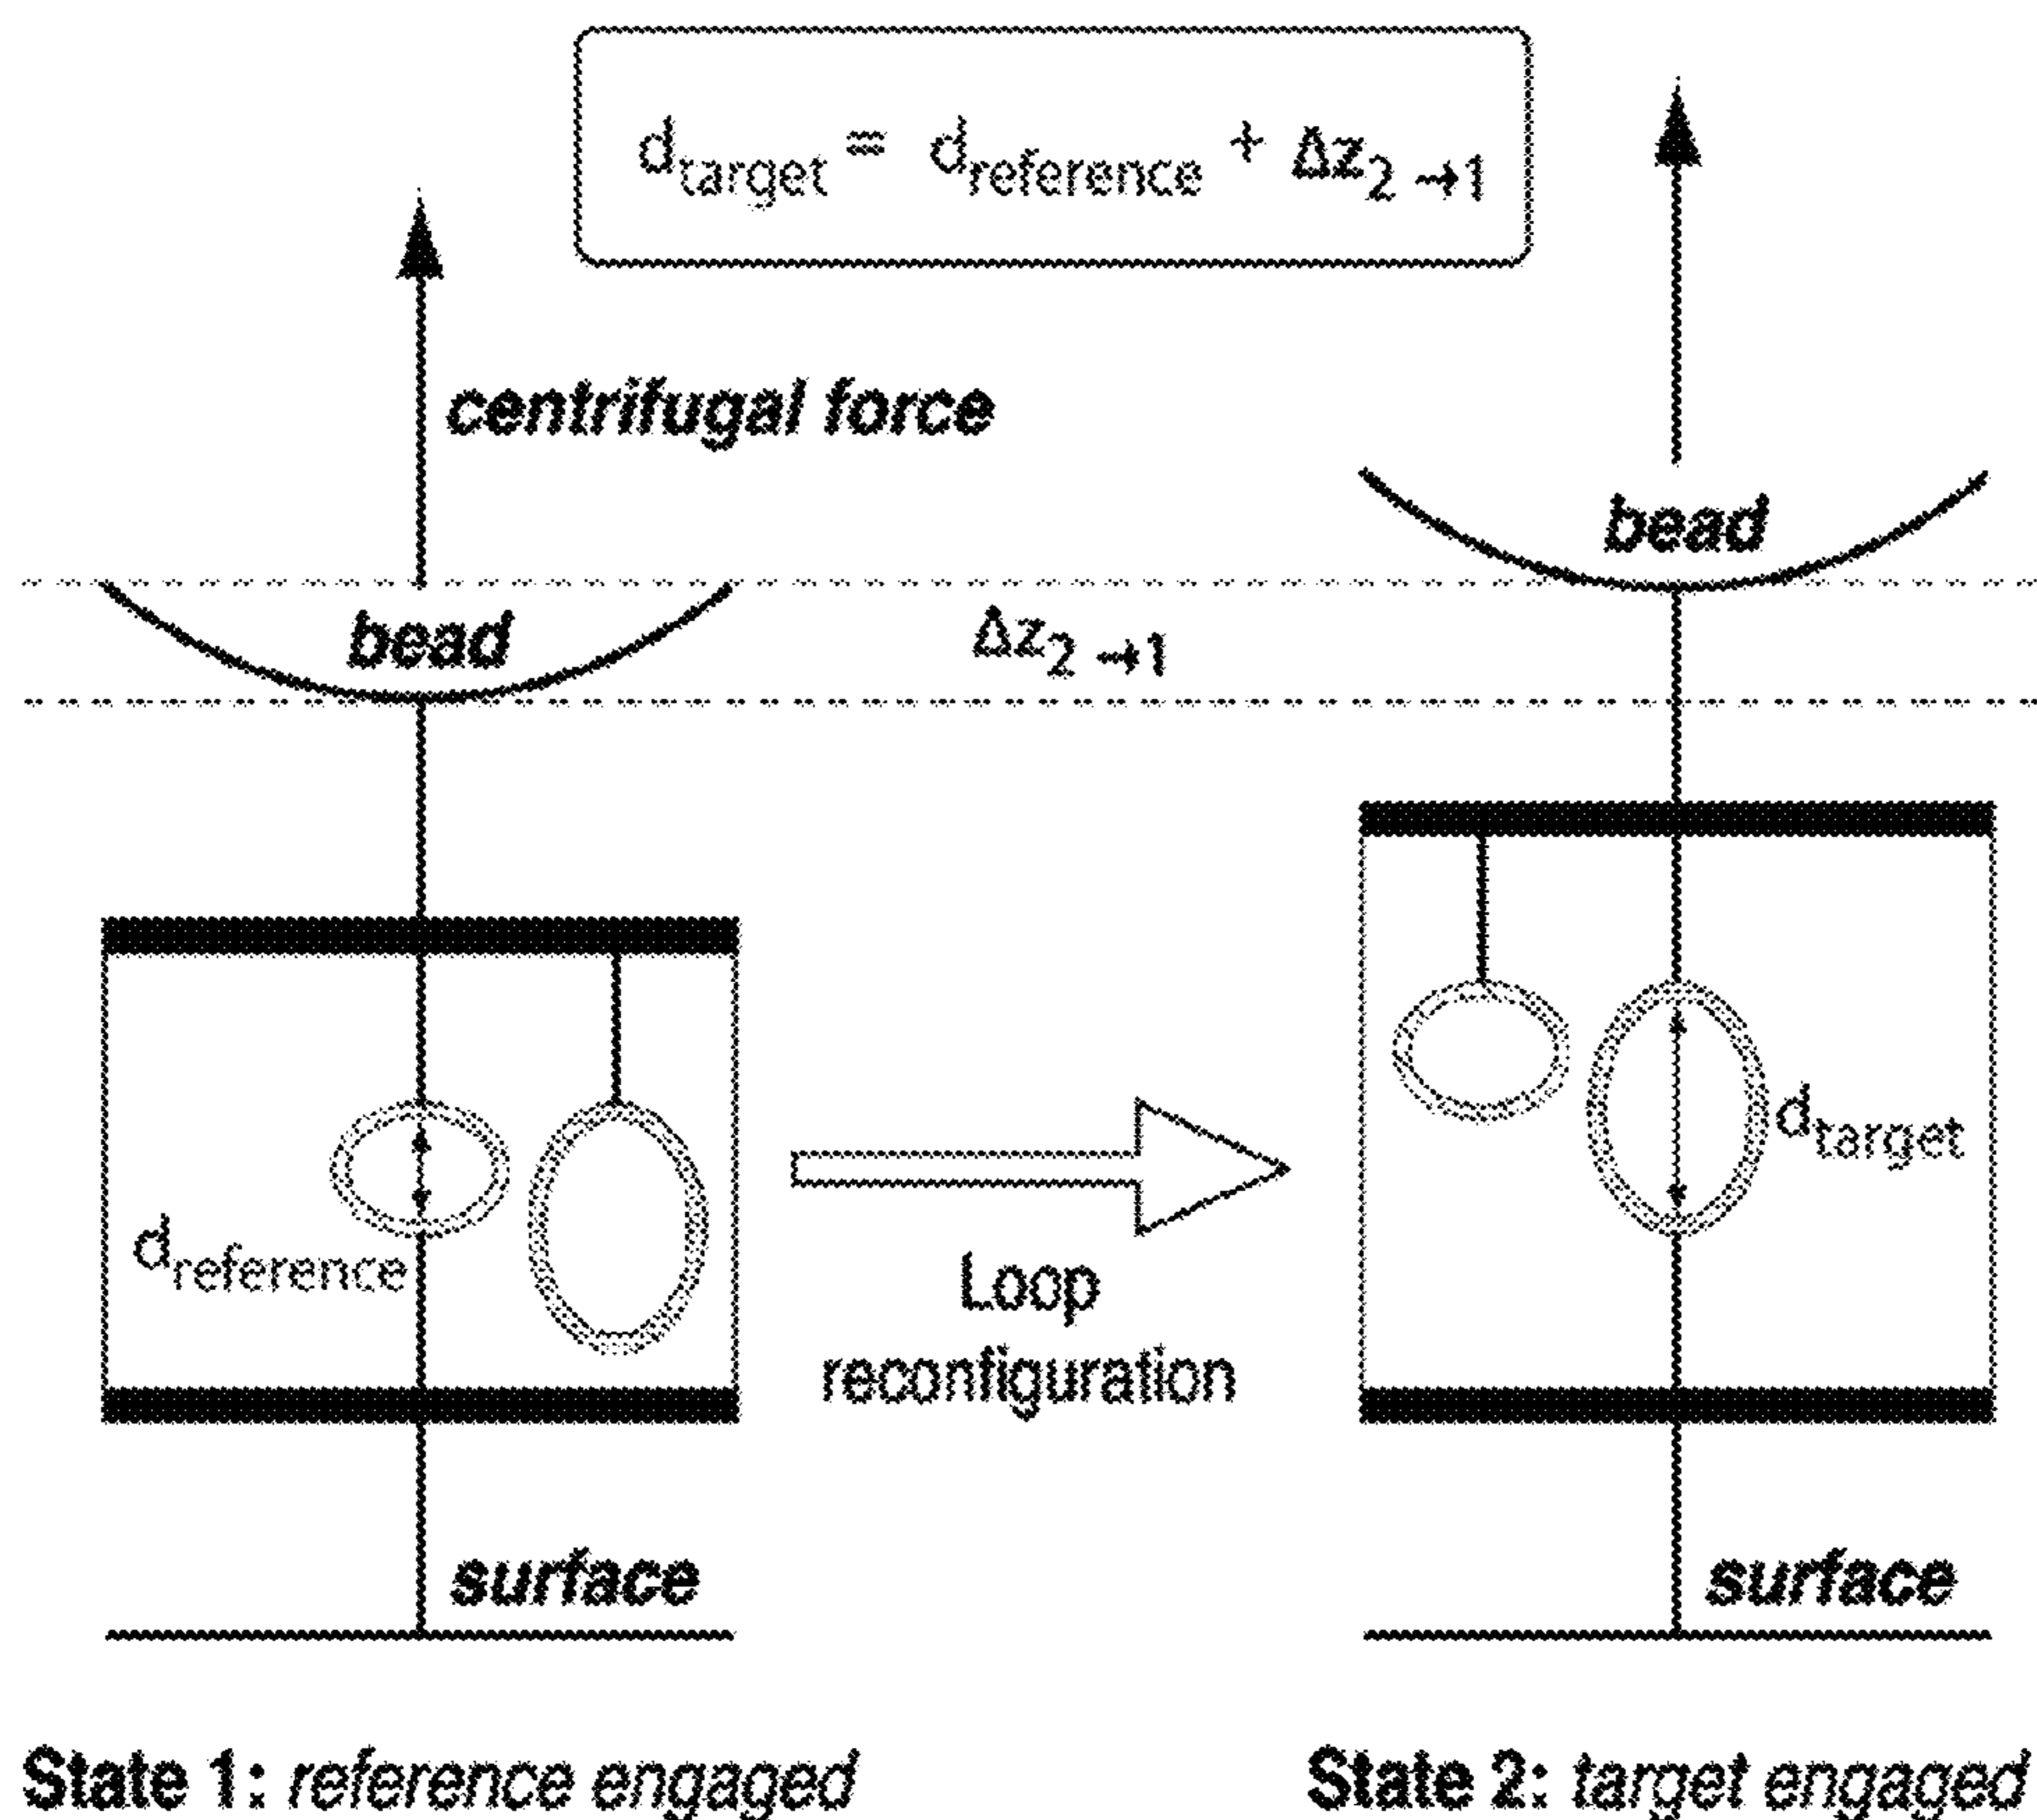 d_target = d_reference + Δz_2→1
centrifugal force
bead
bead
Δz_2→1
d_target
d_reference
Loop
reconfiguration
surface
surface
State 1: reference engaged
State 2: target engaged